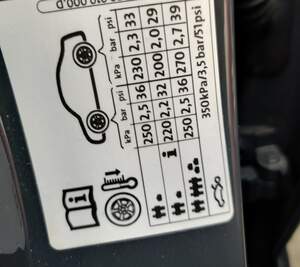 kPa bar psi kPa bar psi
250 2,5 36 230 2,3 33
220 2,2 32 200 2,0 29
250 2,5 36 270 2,7 39
350kPa/3,5 bar/51psi